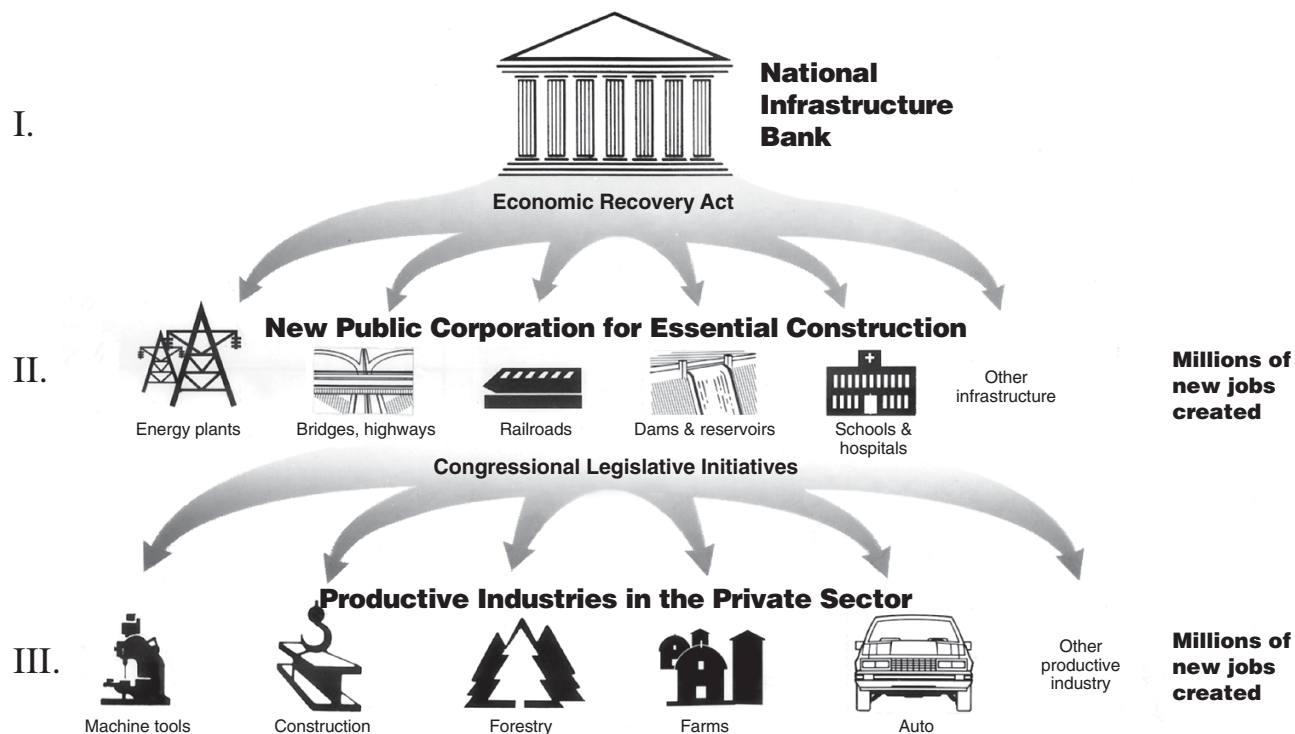 I.
National
Infrastructure
Bank
Economic Recovery Act
II.
New Public Corporation for Essential Construction
Energy plants
Bridges, highways
Railroads
Dams & reservoirs
Schools &
hospitals
Other
infrastructure
Millions of
new jobs
created
Congressional Legislative Initiatives
III.
Productive Industries in the Private Sector
Machine tools
Construction
Forestry
Farms
Auto
Other
productive
industry
Millions of
new jobs
created